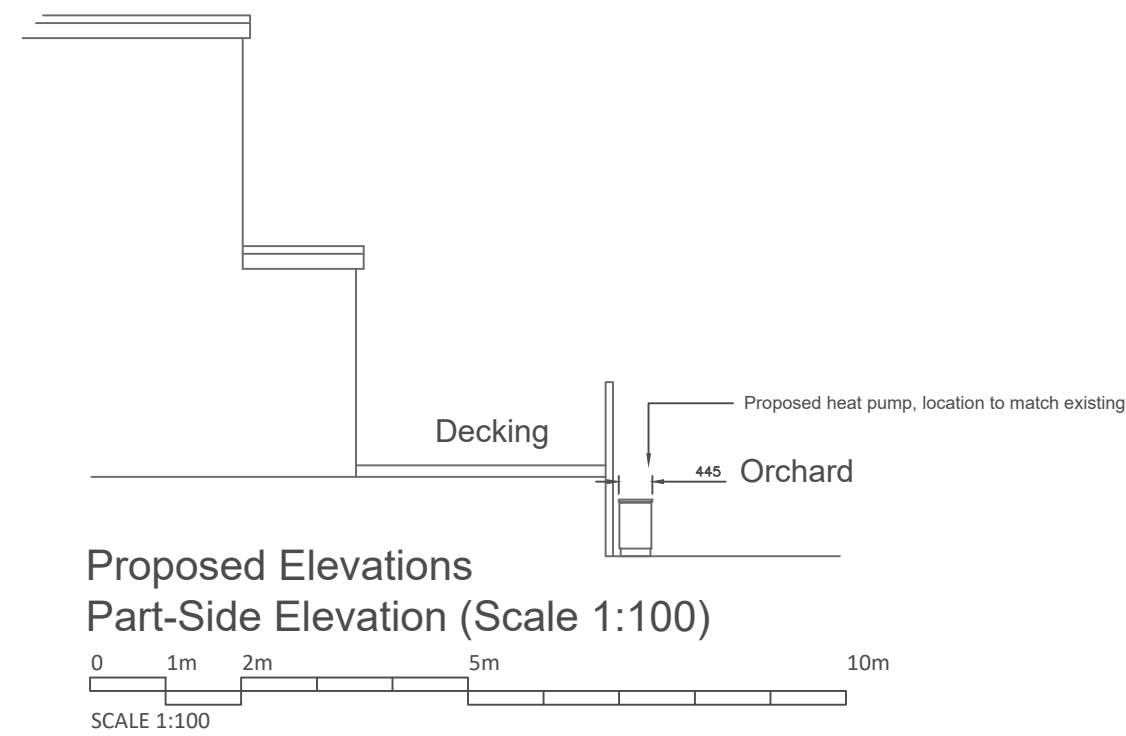 Proposed heat pump, location to match existing
Decking
445 Orchard
Proposed Elevations
Part-Side Elevation (Scale 1:100)
0 1m 2m 5m 10m
SCALE 1:100